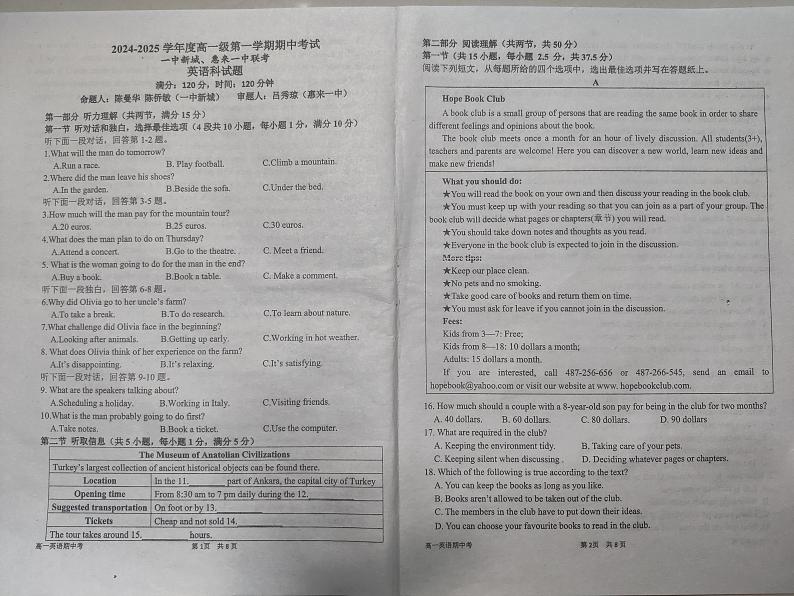 2024-2025 学年度高一级第一学期期中考试
一中新城、惠来一中联考
英语科试题
满分：120 分，时间：120 分钟
命题人：陈曼华 陈侨敏（一中新城） 审题人：吕秀琼（惠来一中）
第一部分 听力理解（共两节，满分 15 分）
第一节 听对话和独白，选择最佳选项（4 段共 10 小题，每小题 1 分，满分 10 分）
听下面一段对话，回答第 1-2 题。
1.What will the man do tomorrow?
A.Run a race. B. Play football. C.Climb a mountain.
2.Where did the man leave his shoes?
A.In the garden. B.Beside the sofa. C.Under the bed.
听下面一段对话，回答第 3-5 题。
3.How much will the man pay for the mountain tour?
A.20 euros. B.25 euros. C.30 euros.
4.What does the man plan to do on Thursday?
A.Attend a concert. B.Go to the theatre. C. Meet a friend.
5. What is the woman going to do for the man in the end?
A.Buy a book. B.Book a table. C. Make a comment.
听下面一段独白，回答第 6-8 题。
6.Why did Olivia go to her uncle's farm?
A.To take a break. B.To do research. C.To learn about nature.
7.What challenge did Olivia face in the beginning?
A.Looking after animals. B.Getting up early. C.Working in hot weather.
8. What does Olivia think of her experience on the farm?
A.It's disappointing. B.It's relaxing. C.It's satisfying.
听下面一段对话，回答第 9-10 题。
9. What are the speakers talking about?
A.Scheduling a holiday. B.Working in Italy. C.Visiting friends.
10.What is the man probably going to do first?
A.Take notes. B.Book a ticket. C.Use the computer.
第二节 听取信息（共 5 小题，每小题 1 分，满分 5 分）
The Museum of Anatolian Civilizations
Turkey's largest collection of ancient historical objects can be found there.
Location In the 11.________ part of Ankara, the capital city of Turkey
Opening time From 8:30 am to 7 pm daily during the 12.________
Suggested transportation On foot or by 13.________
Tickets Cheap and not sold 14.________
The tour takes around 15.________ hours.
高一英语期中考 第 1页 共 8 页
第二部分 阅读理解（共两节，共 50 分）
第一节（共 15 小题，每小题 2.5 分，共 37.5 分）
阅读下列短文，从每题所给的四个选项中，选出最佳选项并写在答题纸上。
A
Hope Book Club
A book club is a small group of persons that are reading the same book in order to share
different feelings and opinions about the book.
The book club meets once a month for an hour of lively discussion. All students(3+),
teachers and parents are welcome! Here you can discover a new world, learn new ideas and
make new friends!
What you should do:
★You will read the book on your own and then discuss your reading in the book club.
★You must keep up with your reading so that you can join as a part of your group. The
book club will decide what pages or chapters(章节) you will read.
★You should take down notes and thoughts as you read.
★Everyone in the book club is expected to join in the discussion.
More tips:
★Keep our place clean.
★No pets and no smoking.
★Take good care of books and return them on time.
★You must ask for leave if you cannot join in the discussion.
Fees:
Kids from 3—7: Free;
Kids from 8—18: 10 dollars a month;
Adults: 15 dollars a month.
If you are interested, call 487-256-656 or 487-266-545, send an email to
hopebook@yahoo.com or visit our website at www. hopebookclub.com.
16. How much should a couple with a 8-year-old son pay for being in the club for two months?
A. 40 dollars. B. 60 dollars. C. 80 dollars. D. 90 dollars
17. What are required in the club?
A. Keeping the environment tidy. B. Taking care of your pets.
C. Keeping silent when discussing . D. Deciding whatever pages or chapters.
18. Which of the following is true according to the text?
A. You can keep the books as long as you like.
B. Books aren't allowed to be taken out of the club.
C. The members in the club have to put down their ideas.
D. You can choose your favourite books to read in the club.
高一英语期中考 第 2页 共 8 页